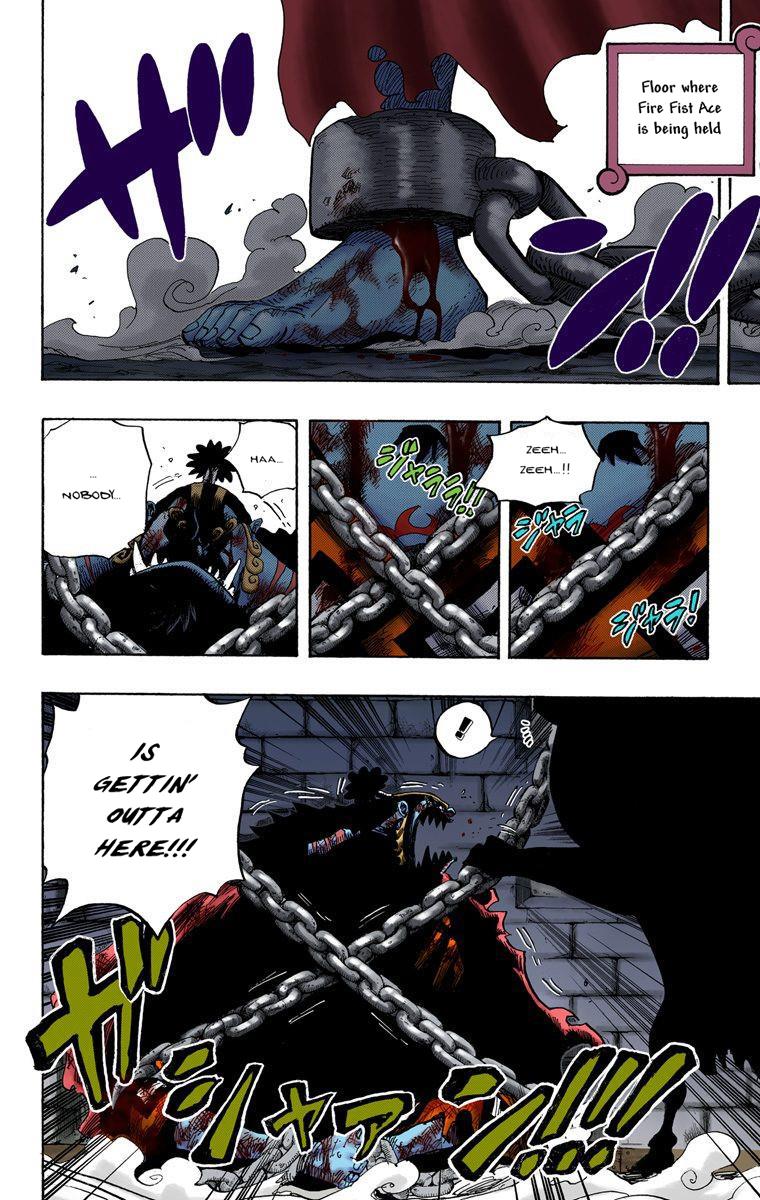 Floor where
Fire Fist Ace
is being held
ザン!!
ZEEH...
ZEEH...!!
ジャラ
ジャラ!
ジャララ!!
HAA...
...
NOBODY...
!
IS
GETTIN'
OUTTA
HERE!!!
ガシャァン!!!